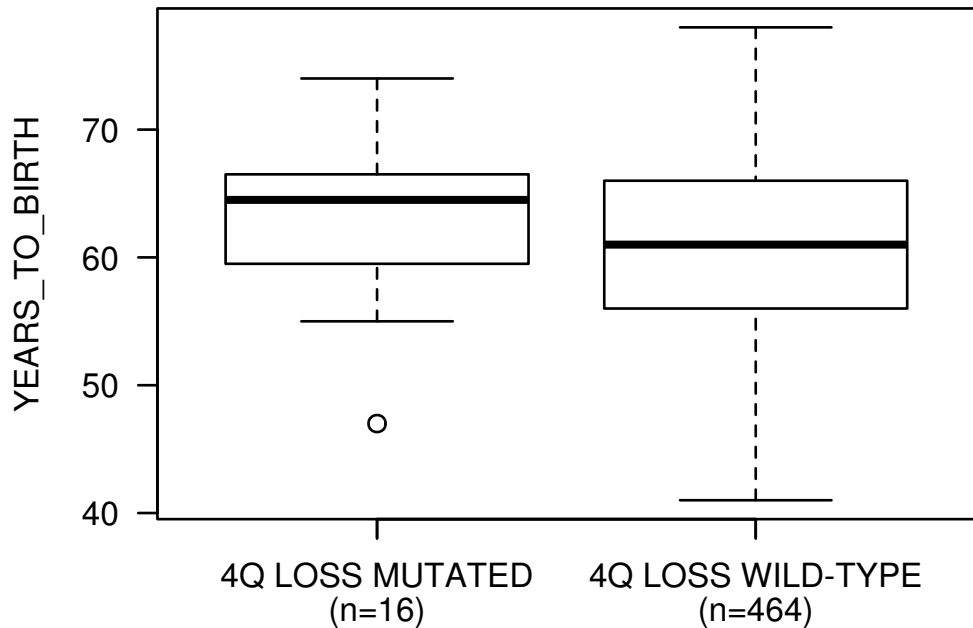 YEARS_TO_BIRTH
70
60
50
40
4Q LOSS MUTATED
(n=16)
4Q LOSS WILD-TYPE
(n=464)